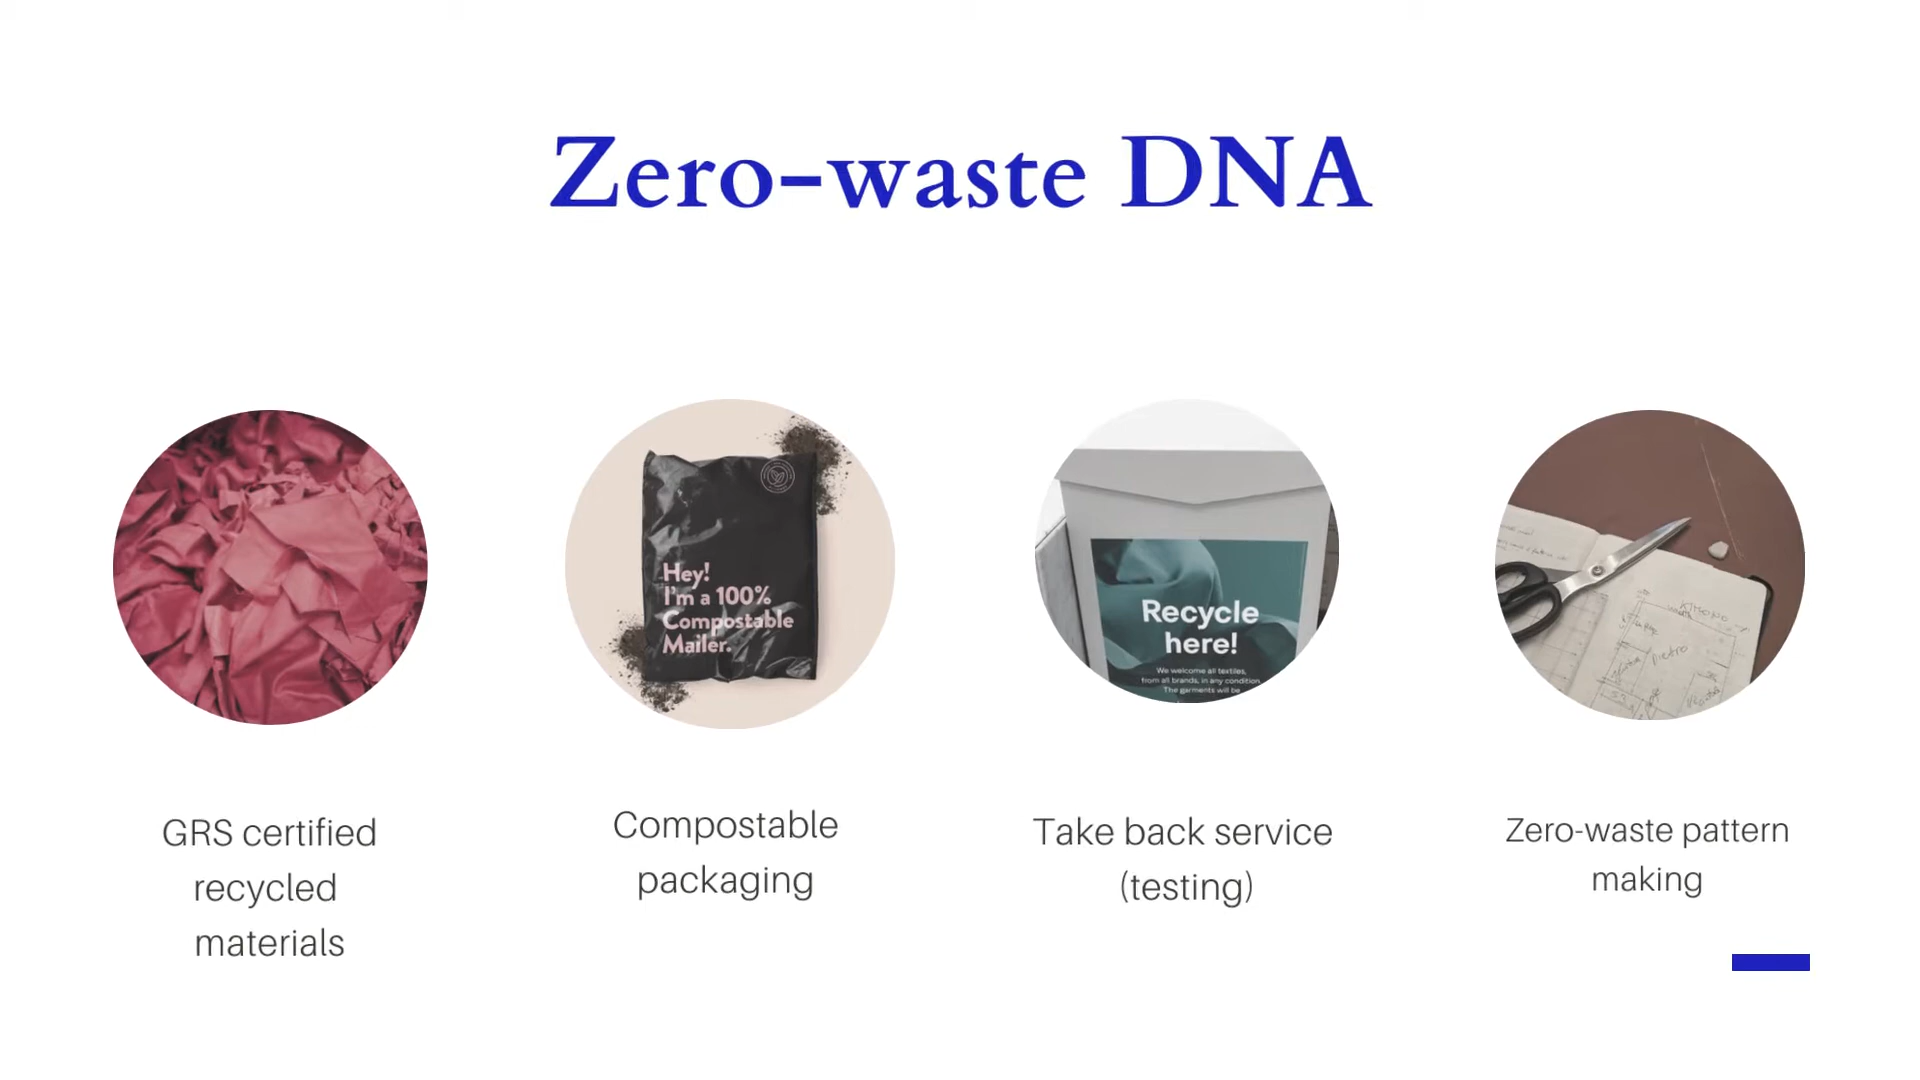 Zero-waste DNA
Hey!
I'm a 100%
Compostable
Mailer.
Recycle
here!
We welcome all textiles,
from all brands, in any condition.
The garments will be
KIMONO
GRS certified
recycled
materials
Compostable
packaging
Take back service
(testing)
Zero-waste pattern
making